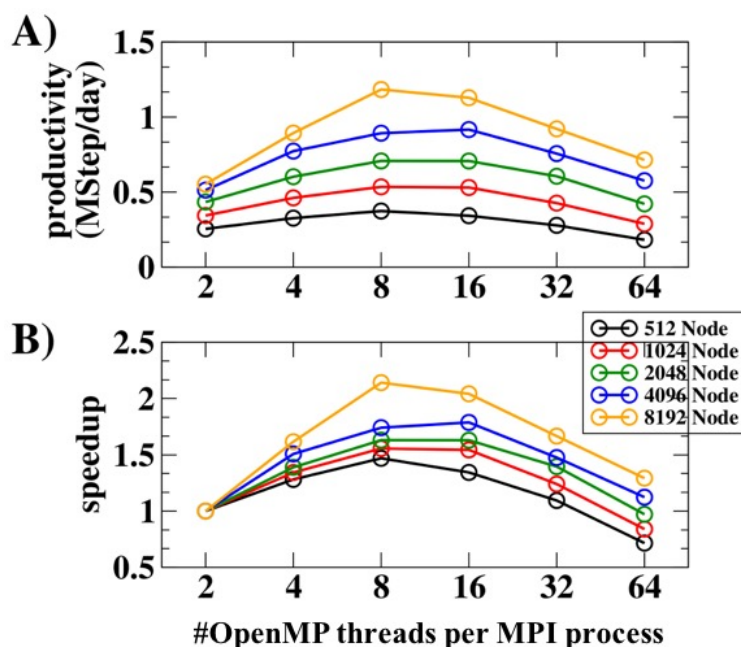 A)
productivity
(MStep/day)
1.5
1
0.5
0
2 4 8 16 32 64
B)
speedup
2.5
2
1.5
1
0.5
512 Node
1024 Node
2048 Node
4096 Node
8192 Node
2 4 8 16 32 64
#OpenMP threads per MPI process